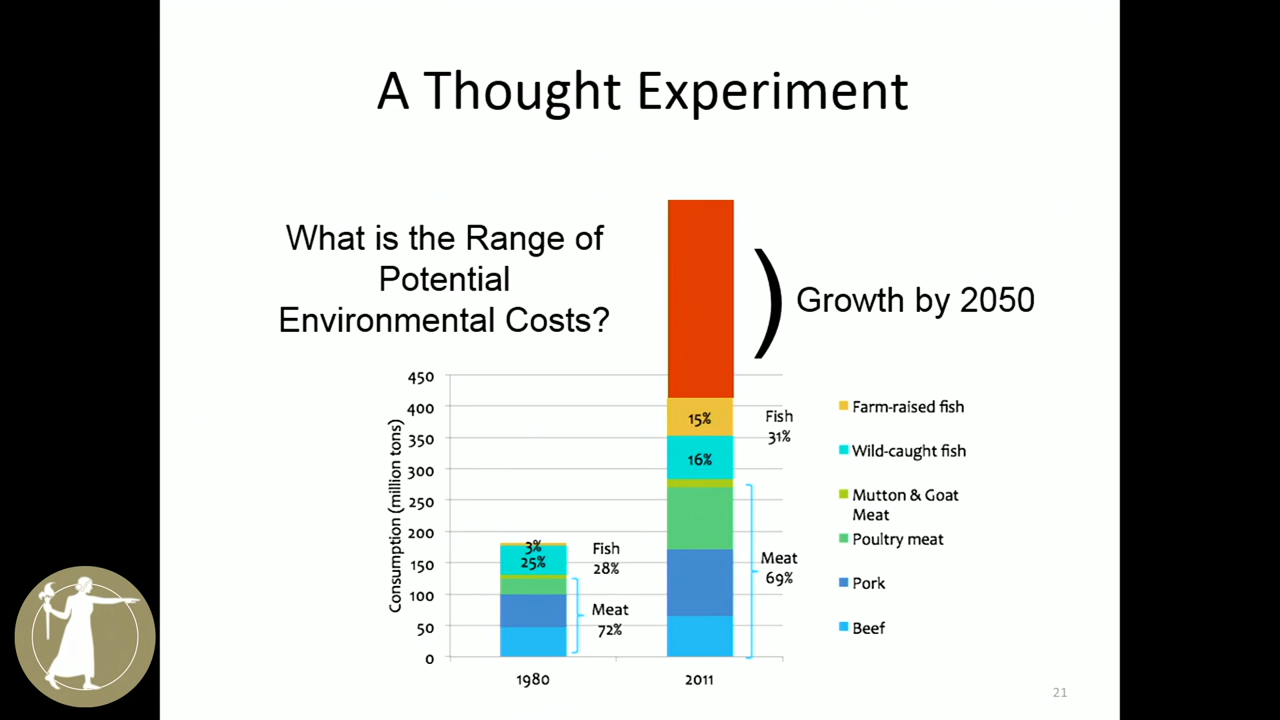 A Thought Experiment
What is the Range of
Potential
Environmental Costs?
Growth by 2050
Consumption (million tons)
450
400
350
300
250
200
150
100
50
0
3%
25%
Fish
28%
Meat
72%
1980
15%
16%
Fish
31%
Meat
69%
2011
Farm-raised fish
Wild-caught fish
Mutton & Goat
Meat
Poultry meat
Pork
Beef
21